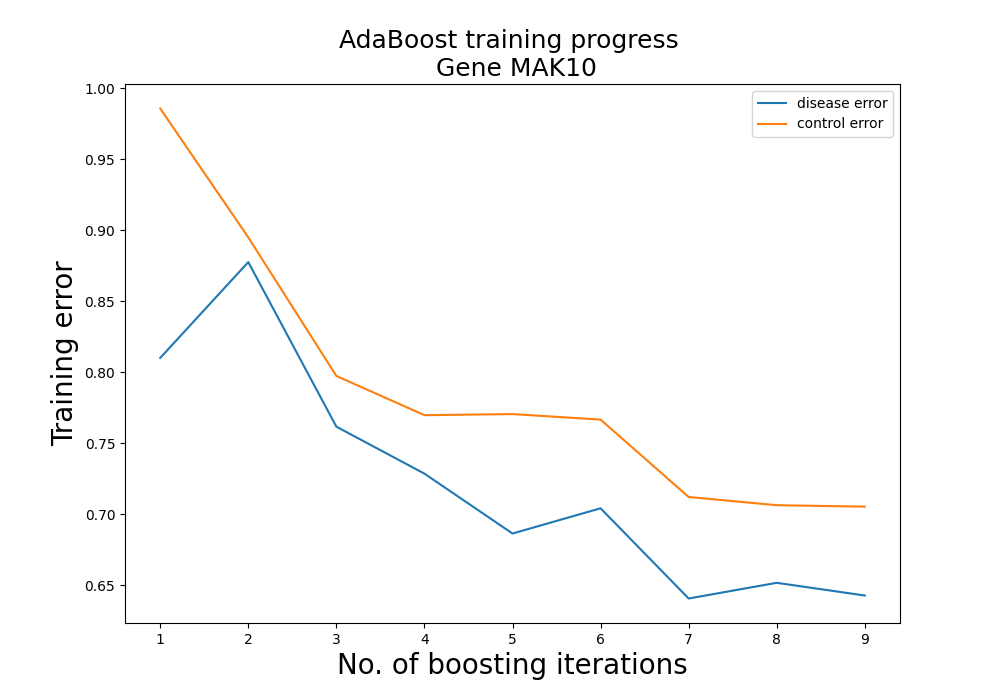 AdaBoost training progress
Gene MAK10
disease error
control error
Training error
1.00
0.95
0.90
0.85
0.80
0.75
0.70
0.65
1 2 3 4 5 6 7 8 9
No. of boosting iterations